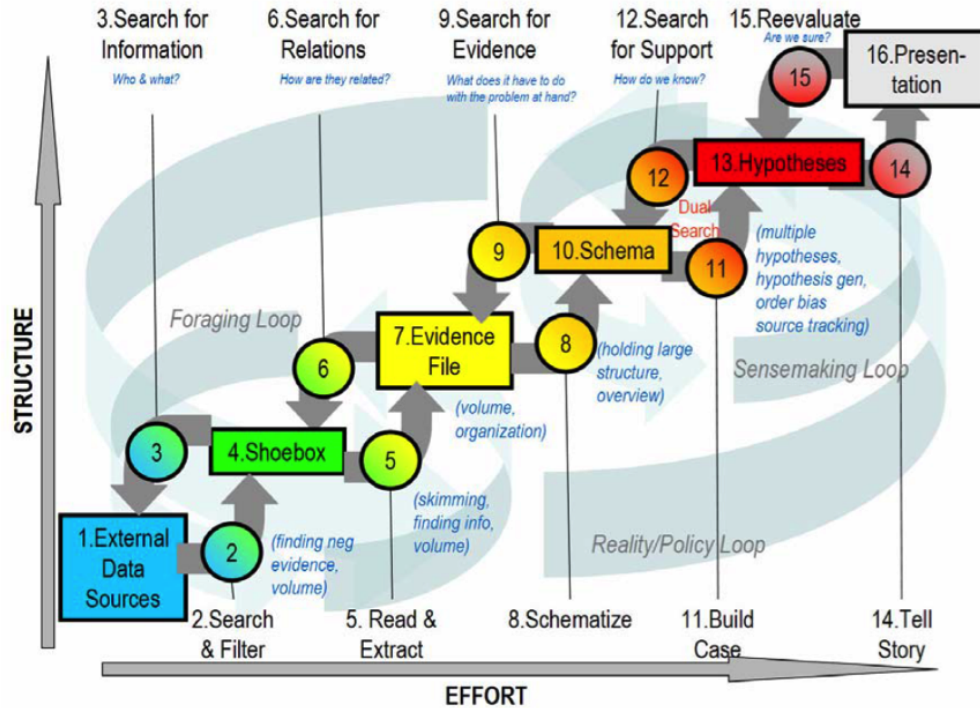 3.Search for
Information
Who & what?
6.Search for
Relations
How are they related?
9.Search for
Evidence
What does it have to do
with the problem at hand?
12.Search
for Support
How do we know?
15.Reevaluate
Are we sure?
16.Presen-
tation
15
14
13.Hypotheses
12
Dual
Search
11
(multiple
hypotheses,
hypothesis gen,
order bias
source tracking)
10.Schema
9
8
(holding large
structure,
overview)
Foraging Loop
Sensemaking Loop
7.Evidence
File
6
(volume,
organization)
5
4.Shoebox
3
(skimming,
finding info,
volume)
1.External
Data
Sources
2
(finding neg
evidence,
volume)
Reality/Policy Loop
2.Search
& Filter
5. Read &
Extract
8.Schematize
11.Build
Case
14.Tell
Story
STRUCTURE
EFFORT